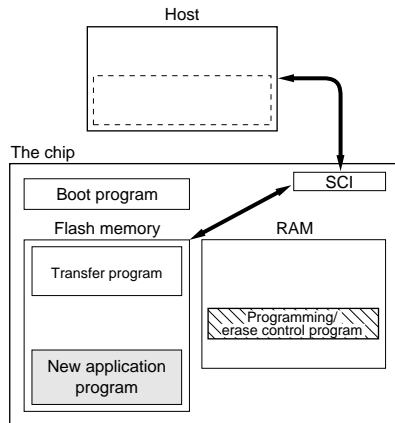 Host
The chip
SCI
Boot program
Flash memory
RAM
Transfer program
Programming/
erase control program
New application
program